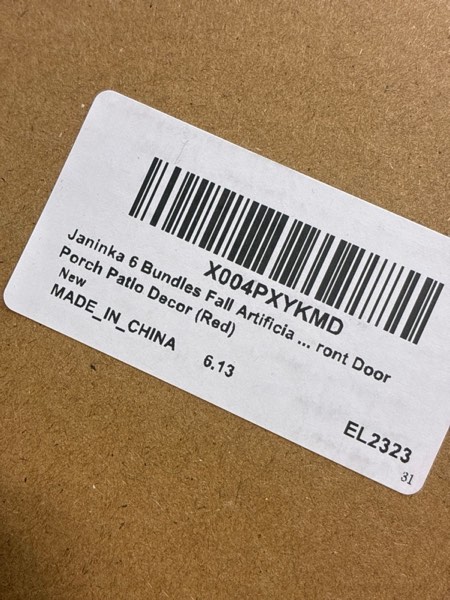 X004PXYKMD
Janinka 6 Bundles Fall Artificia ... ront Door
Porch Patio Decor (Red)
New
MADE_IN_CHINA
6.13
EL2323
31